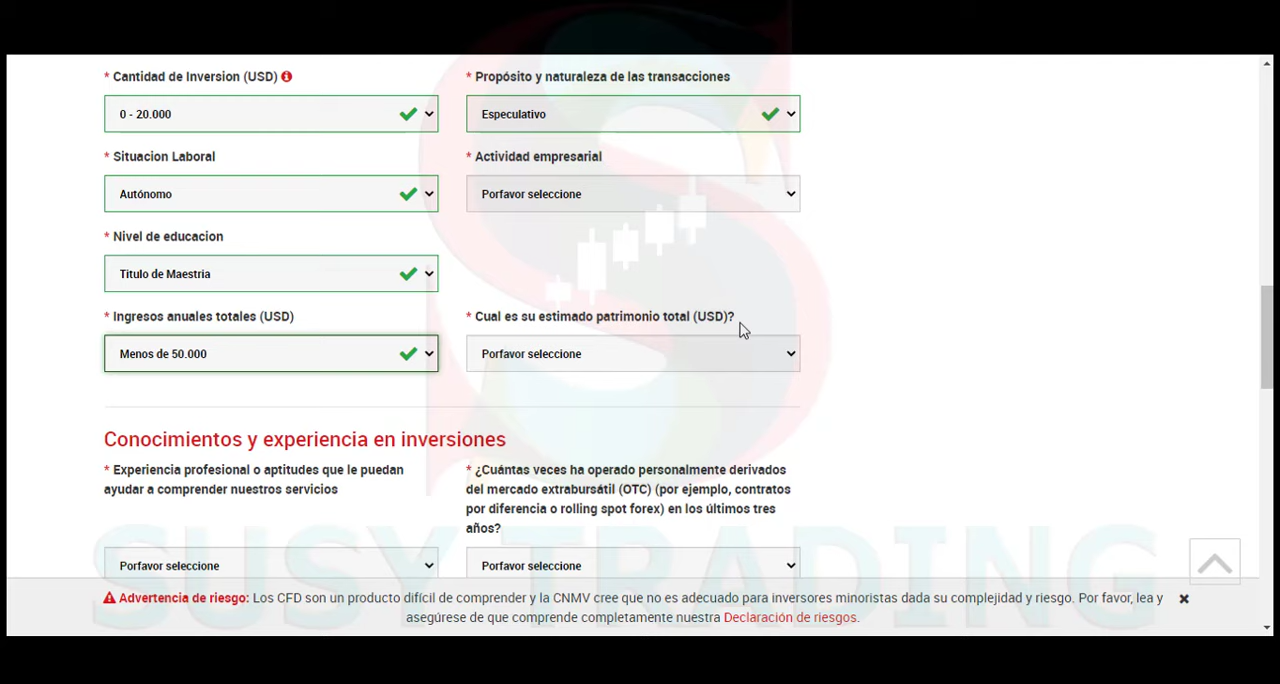 * Cantidad de Inversion (USD)
* Propósito y naturaleza de las transacciones
0 - 20.000
Especulativo
* Situacion Laboral
* Actividad empresarial
Autónomo
Porfavor seleccione
* Nivel de educacion
Titulo de Maestria
* Ingresos anuales totales (USD)
* Cual es su estimado patrimonio total (USD)?
Menos de 50.000
Porfavor seleccione
Conocimientos y experiencia en inversiones
* Experiencia profesional o aptitudes que le puedan
ayudar a comprender nuestros servicios
* ¿Cuántas veces ha operado personalmente derivados
del mercado extrabursátil (OTC) (por ejemplo, contratos
por diferencia o rolling spot forex) en los últimos tres
años?
Porfavor seleccione
Porfavor seleccione
Advertencia de riesgo: Los CFD son un producto difícil de comprender y la CNMV cree que no es adecuado para inversores minoristas dada su complejidad y riesgo. Por favor, lea y
asegúrese de que comprende completamente nuestra Declaración de riesgos.
SUSY TRADING